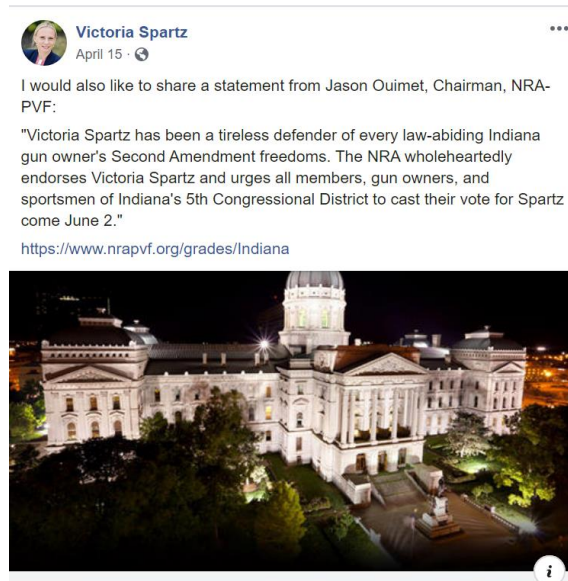 Victoria Spartz
April 15 ·
I would also like to share a statement from Jason Ouimet, Chairman, NRA-
PVF:
"Victoria Spartz has been a tireless defender of every law-abiding Indiana
gun owner's Second Amendment freedoms. The NRA wholeheartedly
endorses Victoria Spartz and urges all members, gun owners, and
sportsmen of Indiana's 5th Congressional District to cast their vote for Spartz
come June 2."
https://www.nrapvf.org/grades/Indiana
i